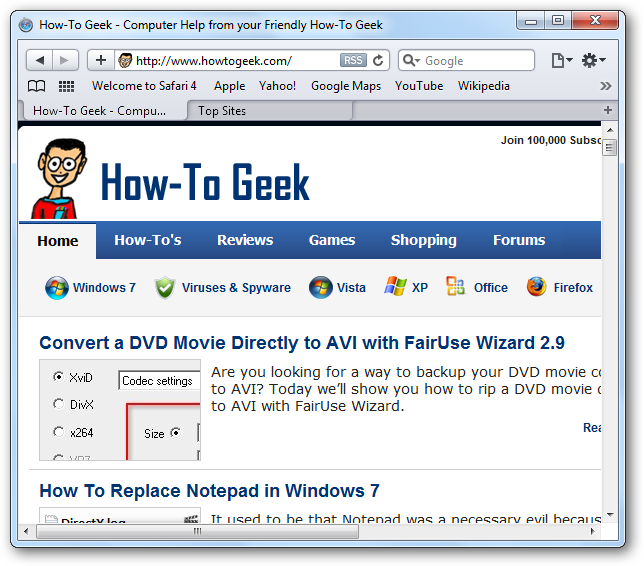 How-To Geek - Computer Help from your Friendly How-To Geek
http://www.howtogeek.com/ RSS Google
Welcome to Safari 4 Apple Yahoo! Google Maps YouTube Wikipedia
How-To Geek - Compu... Top Sites
Join 100,000 Subsc
How-To Geek
Home How-To's Reviews Games Shopping Forums
Windows 7 Viruses & Spyware Vista XP Office Firefox
Convert a DVD Movie Directly to AVI with FairUse Wizard 2.9
XviD
Codec settings
DivX
x264
Size
Are you looking for a way to backup your DVD movie co
to AVI? Today we'll show you how to rip a DVD movie
to AVI with FairUse Wizard.
Rea
How To Replace Notepad in Windows 7
DirectX.log
It used to be that Notepad was a necessary evil becaus